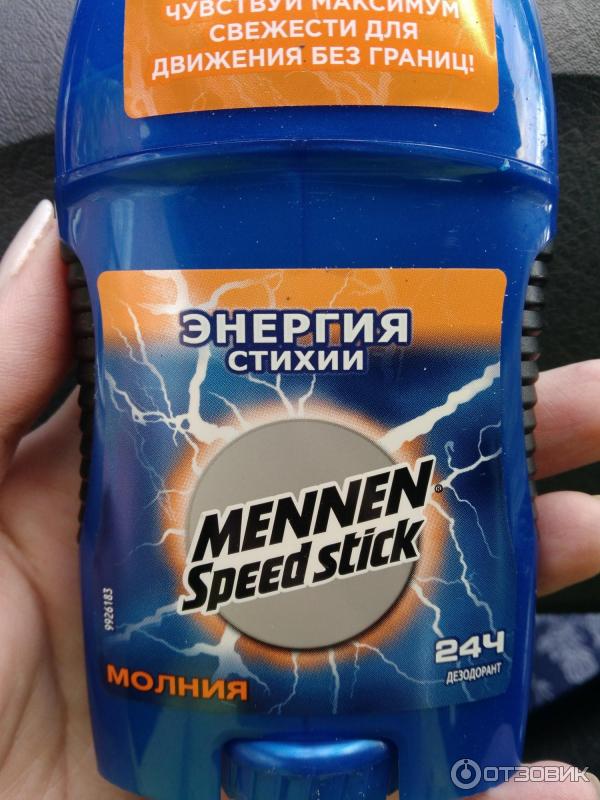 ЧУВСТВУЙ МАКСИМУМ
СВЕЖЕСТИ ДЛЯ
ДВИЖЕНИЯ БЕЗ ГРАНИЦ!
ЭНЕРГИЯ
СТИХИИ
MENNEN®
Speed stick
9926183
24Ч
ДЕЗОДОРАНТ
МОЛНИЯ
ОТЗОВИК